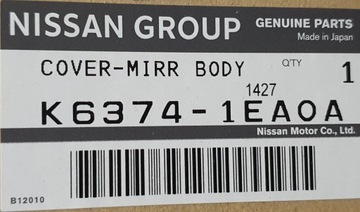 NISSAN GROUP
GENUINE PARTS
Made in Japan
COVER-MIRR BODY
QTY
1
1427
K6374-1EA0A
Nissan Motor Co., Ltd.
B12010